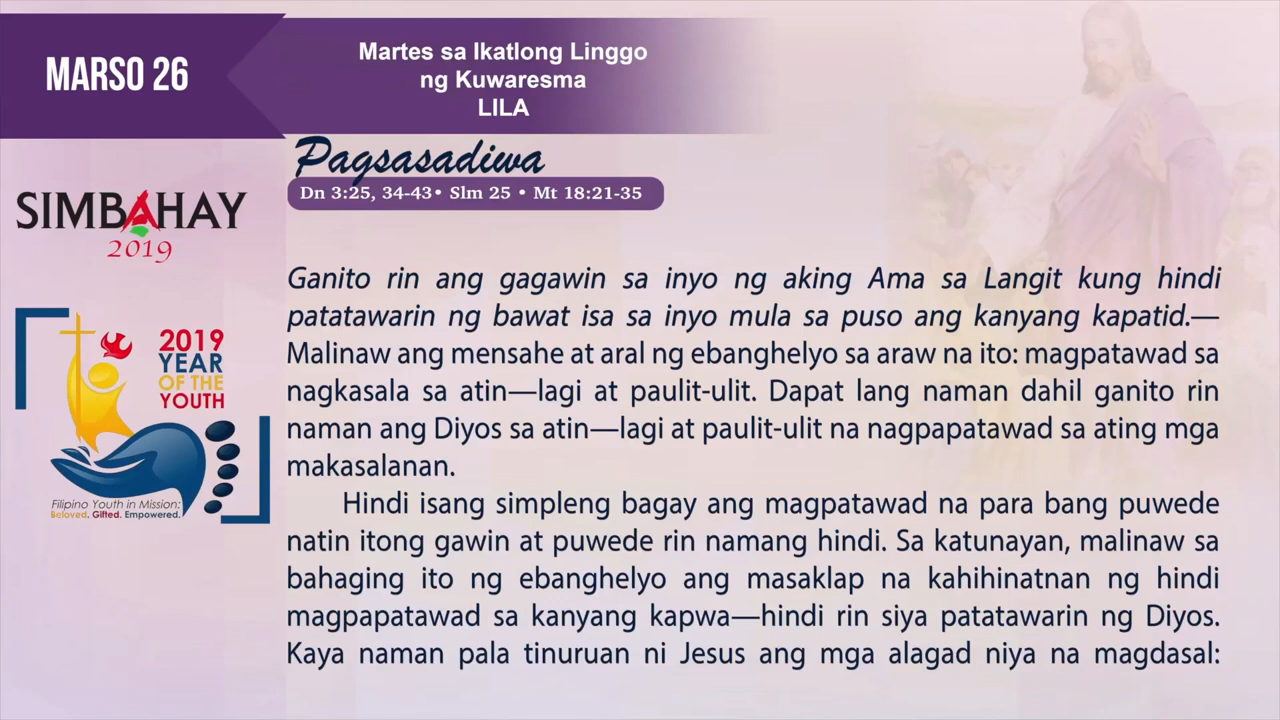 MARSO 26
Martes sa Ikatlong Linggo
ng Kuwaresma
LILA
Pagsasadiwa
Dn 3:25, 34-43 • Slm 25 • Mt 18:21-35
SIMBAHAY
2019
2019
YEAR
OF THE
YOUTH
Filipino Youth in Mission:
Beloved. Gifted. Empowered.
Ganito rin ang gagawin sa inyo ng aking Ama sa Langit kung hindi
patatawarin ng bawat isa sa inyo mula sa puso ang kanyang kapatid.—
Malinaw ang mensahe at aral ng ebanghelyo sa araw na ito: magpatawad sa
nagkasala sa atin—lagi at paulit-ulit. Dapat lang naman dahil ganito rin
naman ang Diyos sa atin—lagi at paulit-ulit na nagpapatawad sa ating mga
makasalanan.
Hindi isang simpleng bagay ang magpatawad na para bang puwede
natin itong gawin at puwede rin namang hindi. Sa katunayan, malinaw sa
bahaging ito ng ebanghelyo ang masaklap na kahihinatnan ng hindi
magpapatawad sa kanyang kapwa—hindi rin siya patatawarin ng Diyos.
Kaya naman pala tinuruan ni Jesus ang mga alagad niya na magdasal: